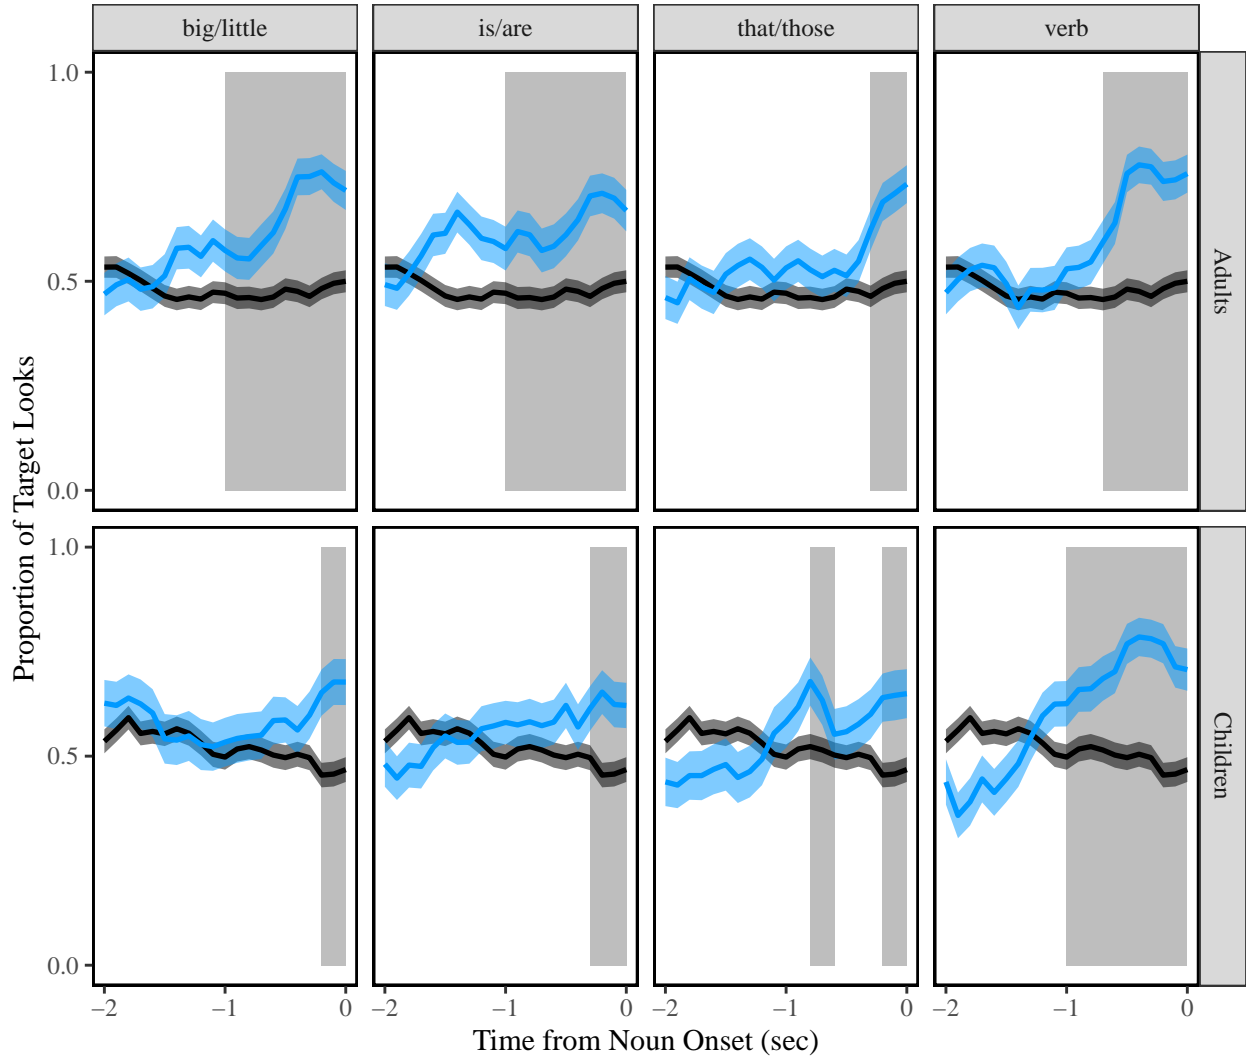 big/little
is/are
that/those
verb
Proportion of Target Looks
1.0
0.5
0.0
Adults
1.0
0.5
0.0
Children
−2 −1 0
−2 −1 0
−2 −1 0
−2 −1 0
Time from Noun Onset (sec)